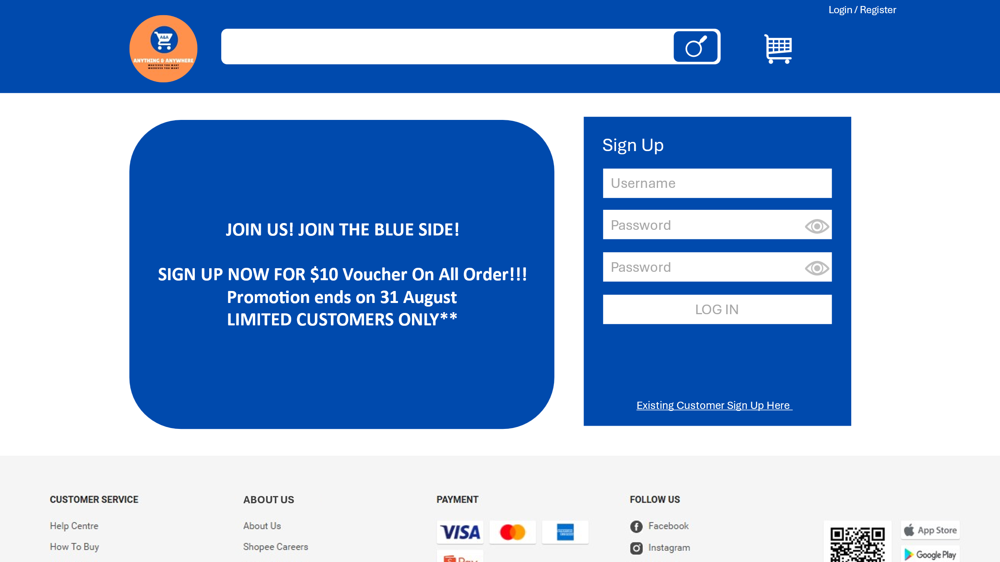 Login / Register
A&A
ANYTHING & ANYWHERE
WHATEVER YOU WANT
WHEREVER YOU WANT
JOIN US! JOIN THE BLUE SIDE!
SIGN UP NOW FOR $10 Voucher On All Order!!!
Promotion ends on 31 August
LIMITED CUSTOMERS ONLY**
Sign Up
Username
Password
Password
LOG IN
Existing Customer Sign Up Here
CUSTOMER SERVICE
Help Centre
How To Buy
ABOUT US
About Us
Shopee Careers
PAYMENT
VISA
Pay
FOLLOW US
Facebook
Instagram
App Store
Google Play